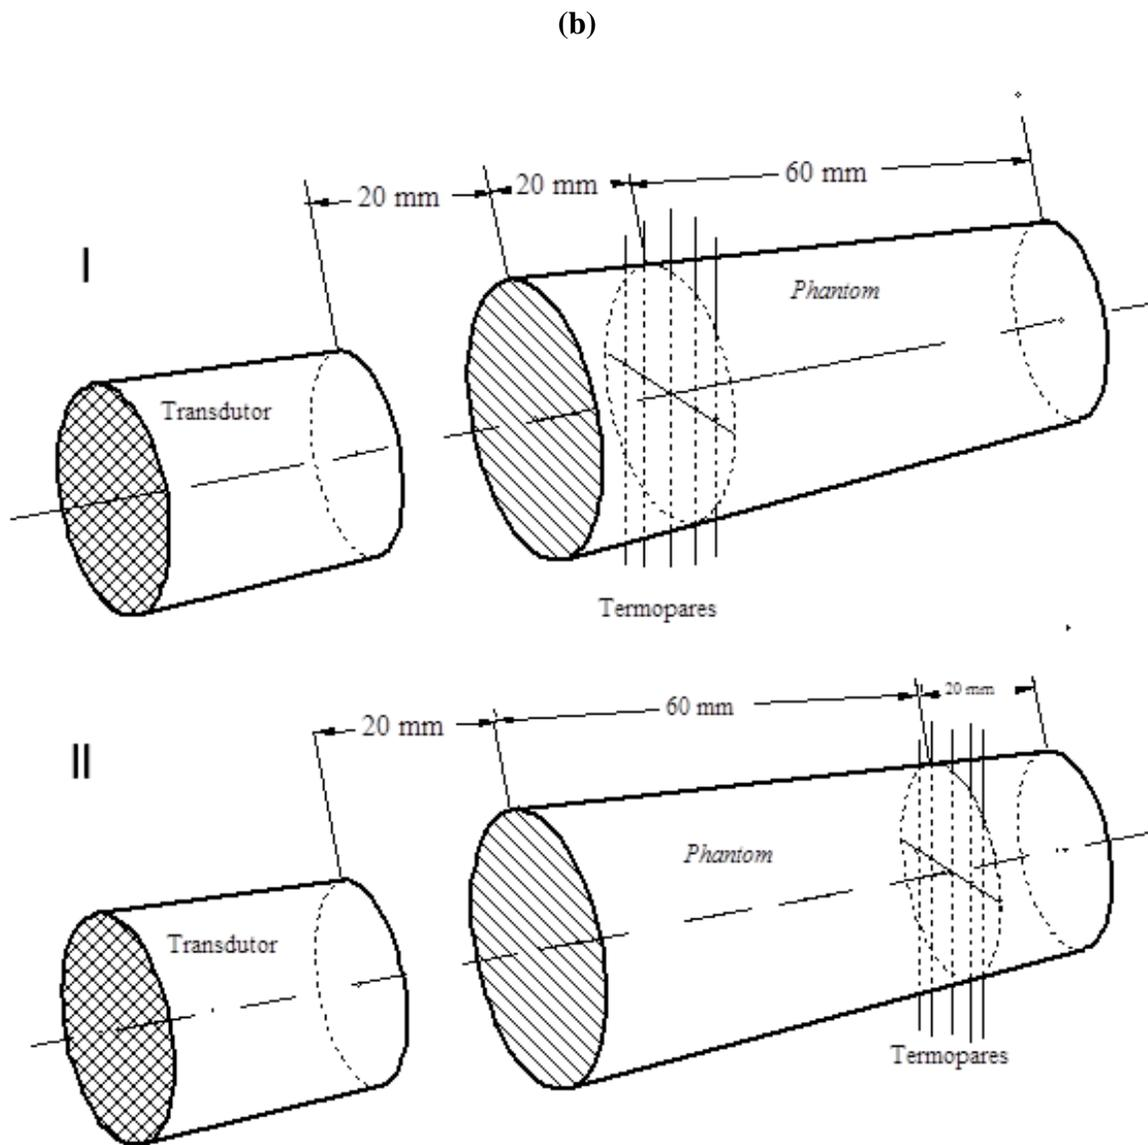 (b)
20 mm
20 mm
60 mm
I
Phantom
Transdutor
Termopares
20 mm
60 mm
20 mm
II
Phantom
Transdutor
Termopares